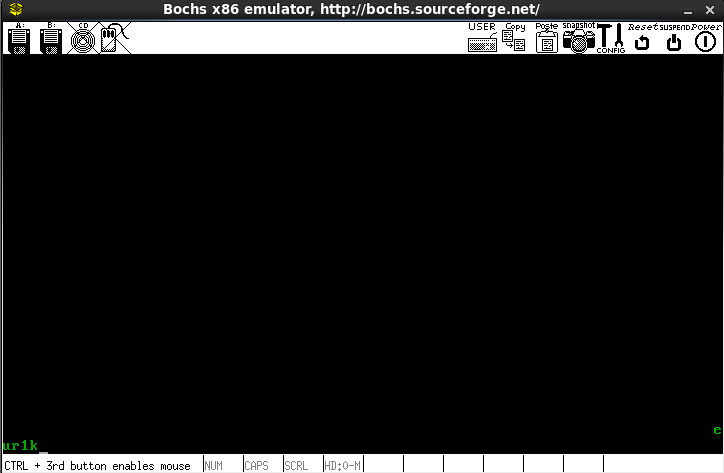 Bochs x86 emulator, http://bochs.sourceforge.net/
A: B: CD USER Copy Paste snapshot CONFIG Reset SUSPEND Power
e
ur1k_
CTRL + 3rd button enables mouse NUM CAPS SCRL HD:0-M